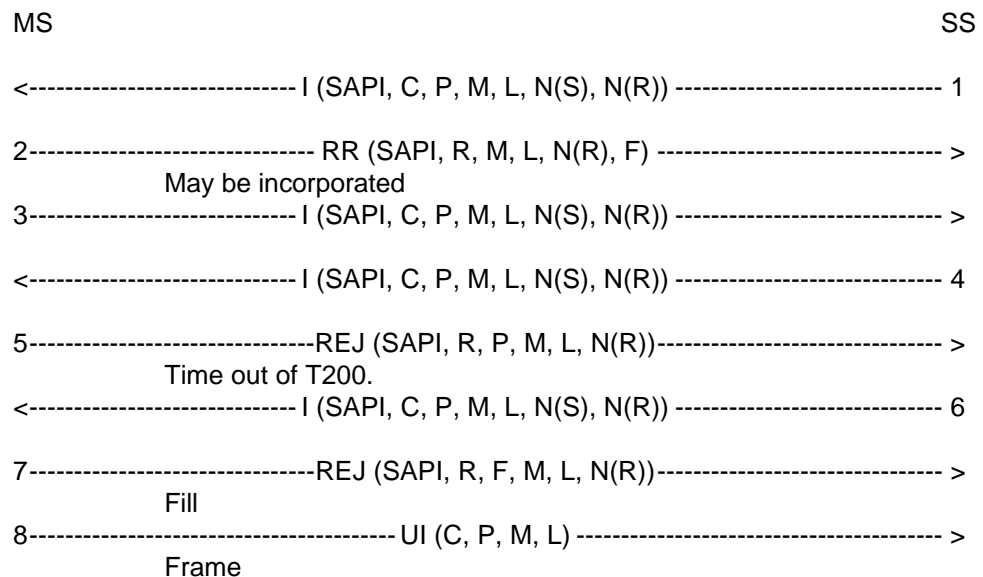 MS SS
<------------------------------ I (SAPI, C, P, M, L, N(S), N(R)) ------------------------------ 1
2-------------------------------- RR (SAPI, R, M, L, N(R), F) -------------------------------- >
May be incorporated
3------------------------------ I (SAPI, C, P, M, L, N(S), N(R)) ------------------------------ >
<------------------------------ I (SAPI, C, P, M, L, N(S), N(R)) ------------------------------ 4
5--------------------------------REJ (SAPI, R, P, M, L, N(R))-------------------------------- >
Time out of T200.
<------------------------------ I (SAPI, C, P, M, L, N(S), N(R)) ------------------------------ 6
7--------------------------------REJ (SAPI, R, F, M, L, N(R))-------------------------------- >
Fill
8----------------------------------------- UI (C, P, M, L) ----------------------------------------- >
Frame